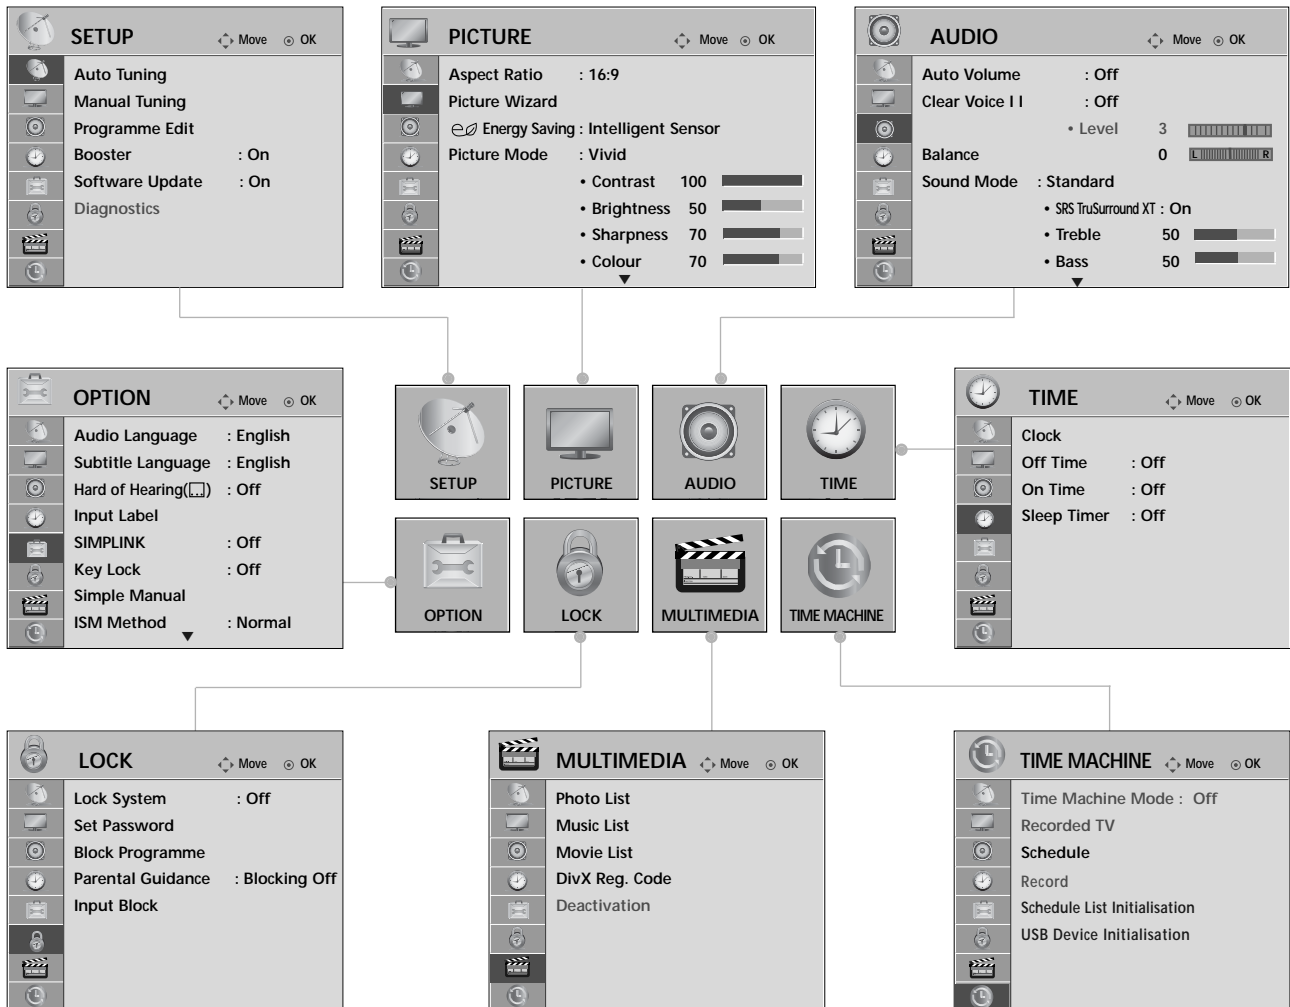 SETUP Move OK
Auto Tuning
Manual Tuning
Programme Edit
Booster : On
Software Update : On
Diagnostics
PICTURE Move OK
Aspect Ratio : 16:9
Picture Wizard
Energy Saving : Intelligent Sensor
Picture Mode : Vivid
• Contrast 100
• Brightness 50
• Sharpness 70
• Colour 70
AUDIO Move OK
Auto Volume : Off
Clear Voice I I : Off
• Level 3
Balance 0 L R
Sound Mode : Standard
• SRS TruSurround XT : On
• Treble 50
• Bass 50
OPTION Move OK
Audio Language : English
Subtitle Language : English
Hard of Hearing( ) : Off
Input Label
SIMPLINK : Off
Key Lock : Off
Simple Manual
ISM Method : Normal
SETUP
PICTURE
AUDIO
TIME
OPTION
LOCK
MULTIMEDIA
TIME MACHINE
TIME Move OK
Clock
Off Time : Off
On Time : Off
Sleep Timer : Off
LOCK Move OK
Lock System : Off
Set Password
Block Programme
Parental Guidance : Blocking Off
Input Block
MULTIMEDIA Move OK
Photo List
Music List
Movie List
DivX Reg. Code
Deactivation
TIME MACHINE Move OK
Time Machine Mode : Off
Recorded TV
Schedule
Record
Schedule List Initialisation
USB Device Initialisation